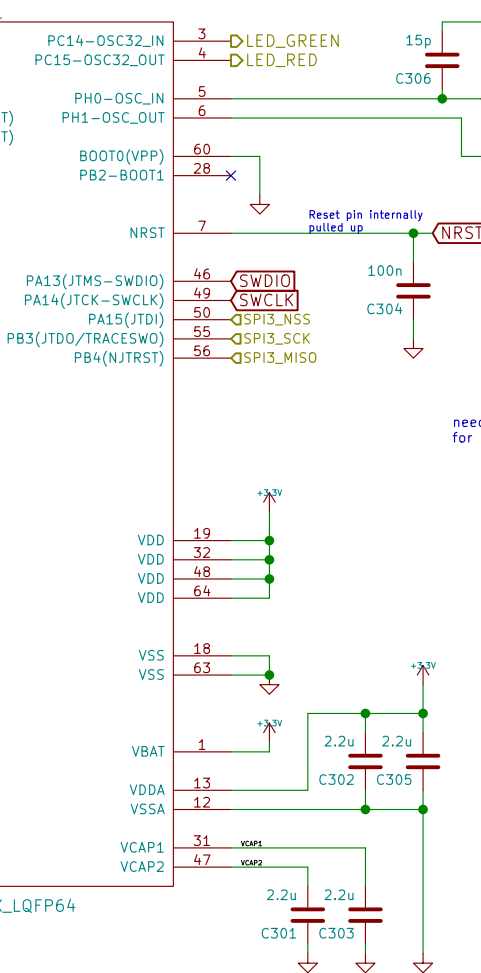 PC14-OSC32_IN 3 LED_GREEN
15p
PC15-OSC32_OUT 4 LED_RED
C306
PH0-OSC_IN 5
T) PH1-OSC_OUT 6
T)
BOOT0(VPP) 60
PB2-BOOT1 28
Reset pin internally
pulled up
NRST 7 NRST
100n
PA13(JTMS-SWDIO) 46 SWDIO
PA14(JTCK-SWCLK) 49 SWCLK
C304
PA15(JTDI) 50 SPI3_NSS
PB3(JTDO/TRACESWO) 55 SPI3_SCK
PB4(NJTRST) 56 SPI3_MISO
need
for
+3.3V
VDD 19
VDD 32
VDD 48
VDD 64
VSS 18
VSS 63
+3.3V
+3.3V
2.2u 2.2u
VBAT 1
C302 C305
VDDA 13
VSSA 12
VCAP1 31 VCAP1
VCAP2 47 VCAP2
2.2u 2.2u
_LQFP64
C301 C303